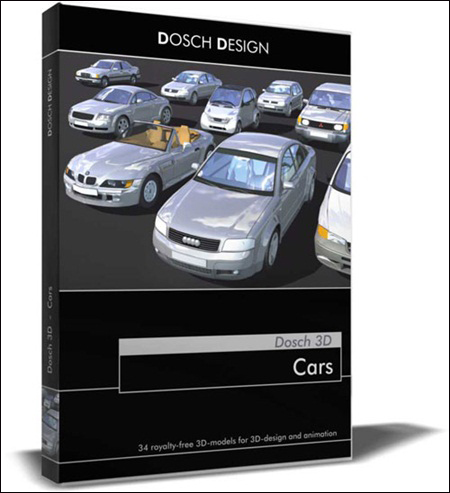 DOSCH DESIGN
DOSCH DESIGN
Dosch 3D - Cars
Dosch 3D
Cars
34 royalty-free 3D-models for 3D-design and animation